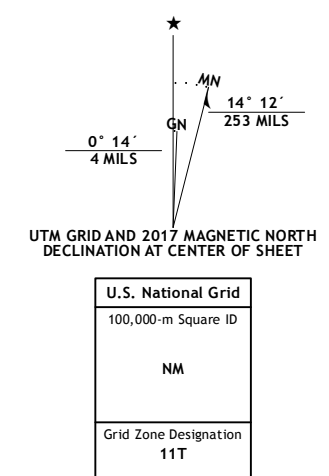 MN
14° 12´
253 MILS
GN
0° 14´
4 MILS
UTM GRID AND 2017 MAGNETIC NORTH
DECLINATION AT CENTER OF SHEET
U.S. National Grid
100,000-m Square ID
NM
Grid Zone Designation
11T